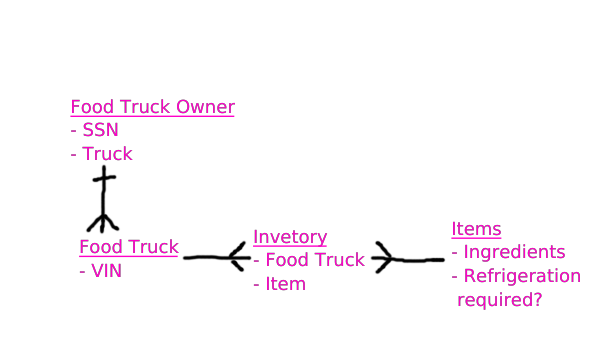 Food Truck Owner
- SSN
- Truck
Food Truck
- VIN
Invetory
- Food Truck
- Item
Items
- Ingredients
- Refrigeration
required?